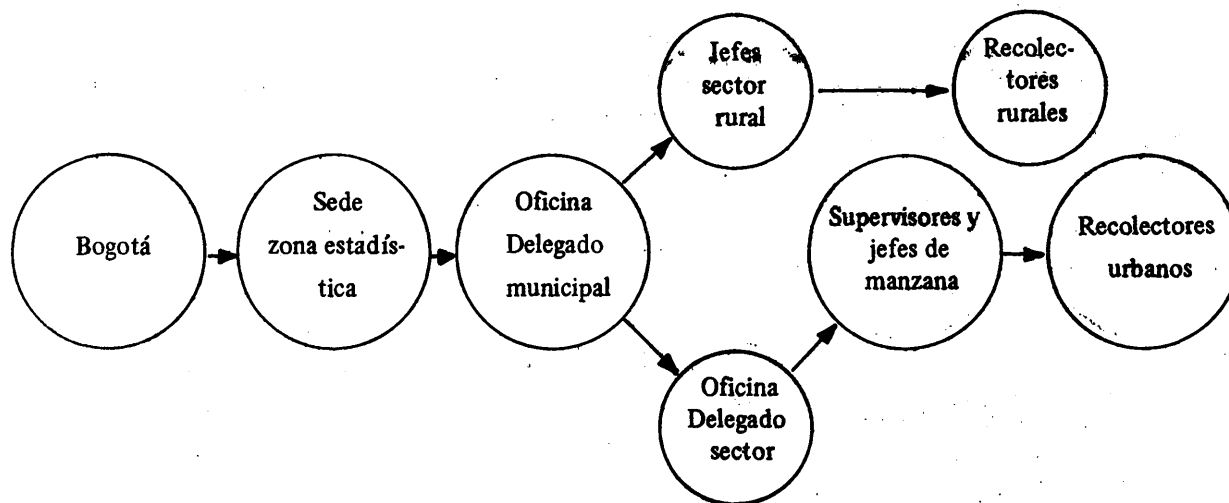 Bogotá
Sede
zona estadís-
tica
Oficina
Delegado
municipal
Jefes
sector
rural
Recolec-
tores
rurales
Oficina
Delegado
sector
Supervisores y
jefes de
manzana
Recolectores
urbanos